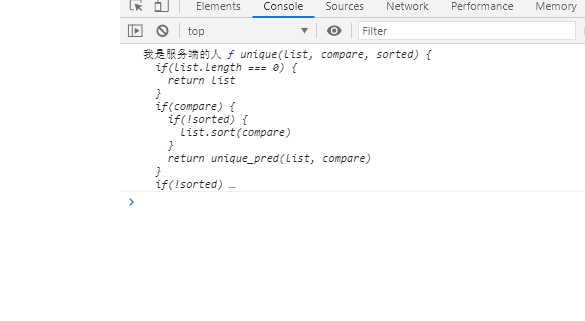 Elements Console Sources Network Performance Memory
top Filter
我是服务端的人 ƒ unique(list, compare, sorted) {
if(list.length === 0) {
return list
}
if(compare) {
if(!sorted) {
list.sort(compare)
}
return unique_pred(list, compare)
}
if(!sorted) …